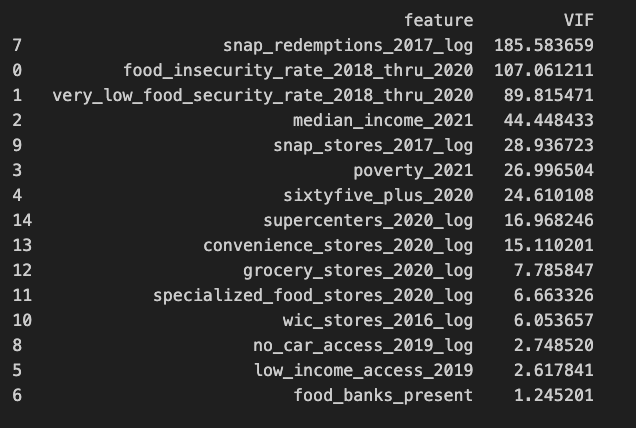 feature VIF
7 snap_redemptions_2017_log 185.583659
0 food_insecurity_rate_2018_thru_2020 107.061211
1 very_low_food_security_rate_2018_thru_2020 89.815471
2 median_income_2021 44.448433
9 snap_stores_2017_log 28.936723
3 poverty_2021 26.996504
4 sixtyfive_plus_2020 24.610108
14 supercenters_2020_log 16.968246
13 convenience_stores_2020_log 15.110201
12 grocery_stores_2020_log 7.785847
11 specialized_food_stores_2020_log 6.663326
10 wic_stores_2016_log 6.053657
8 no_car_access_2019_log 2.748520
5 low_income_access_2019 2.617841
6 food_banks_present 1.245201